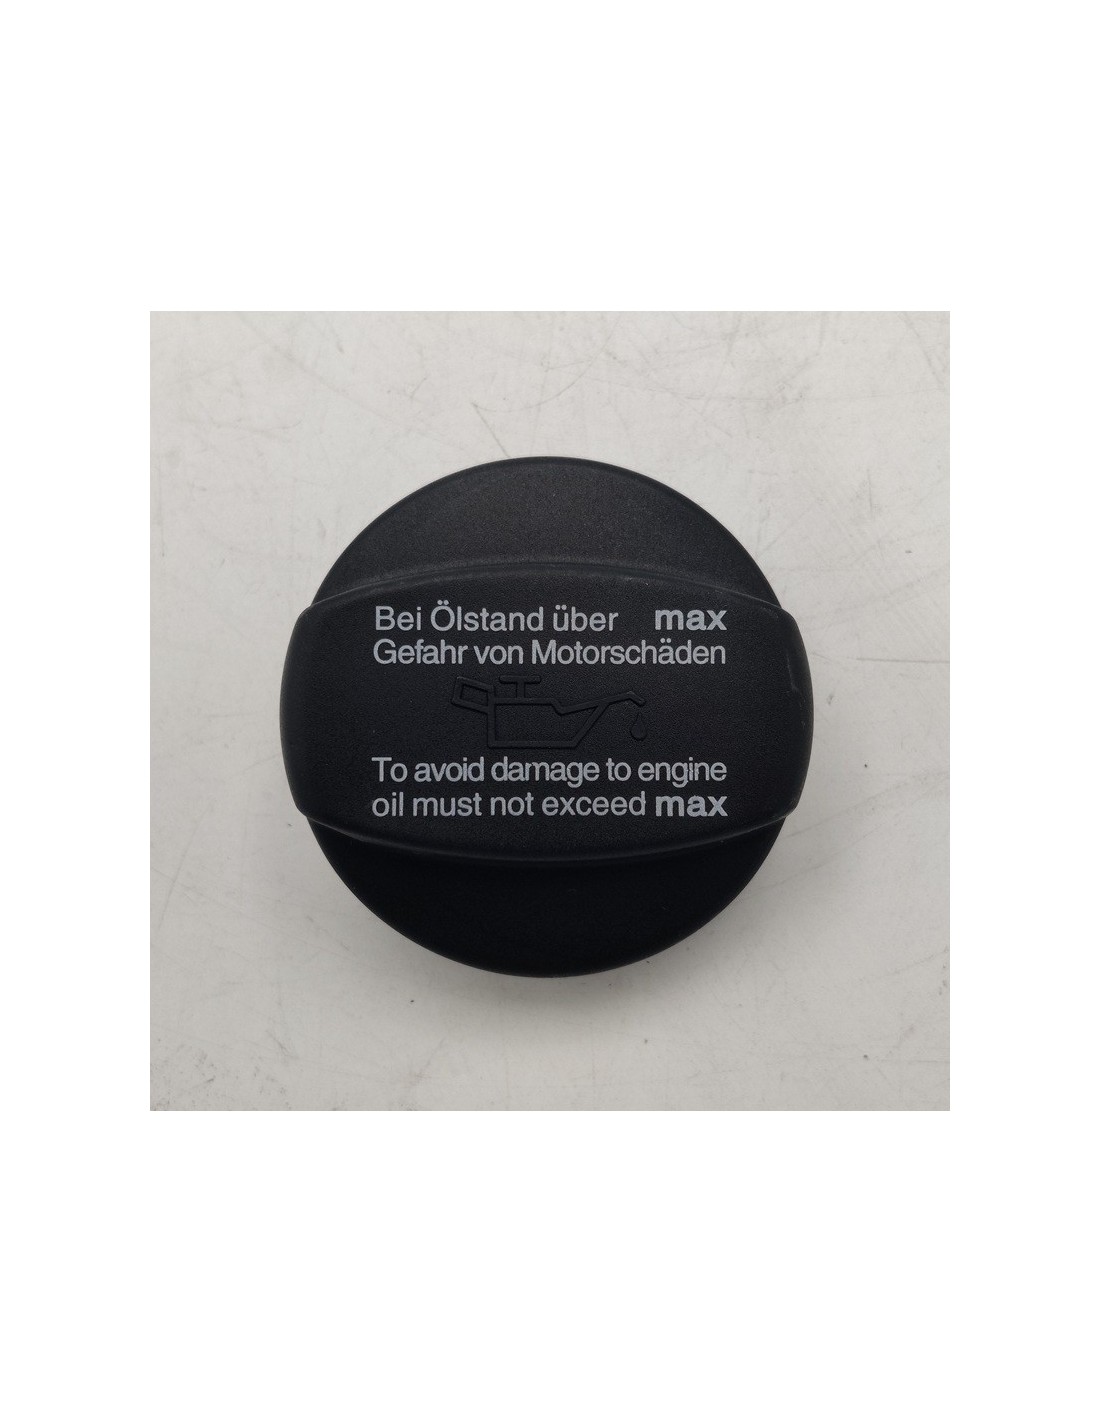 Bei Ölstand über max
Gefahr von Motorschäden
To avoid damage to engine
oil must not exceed max